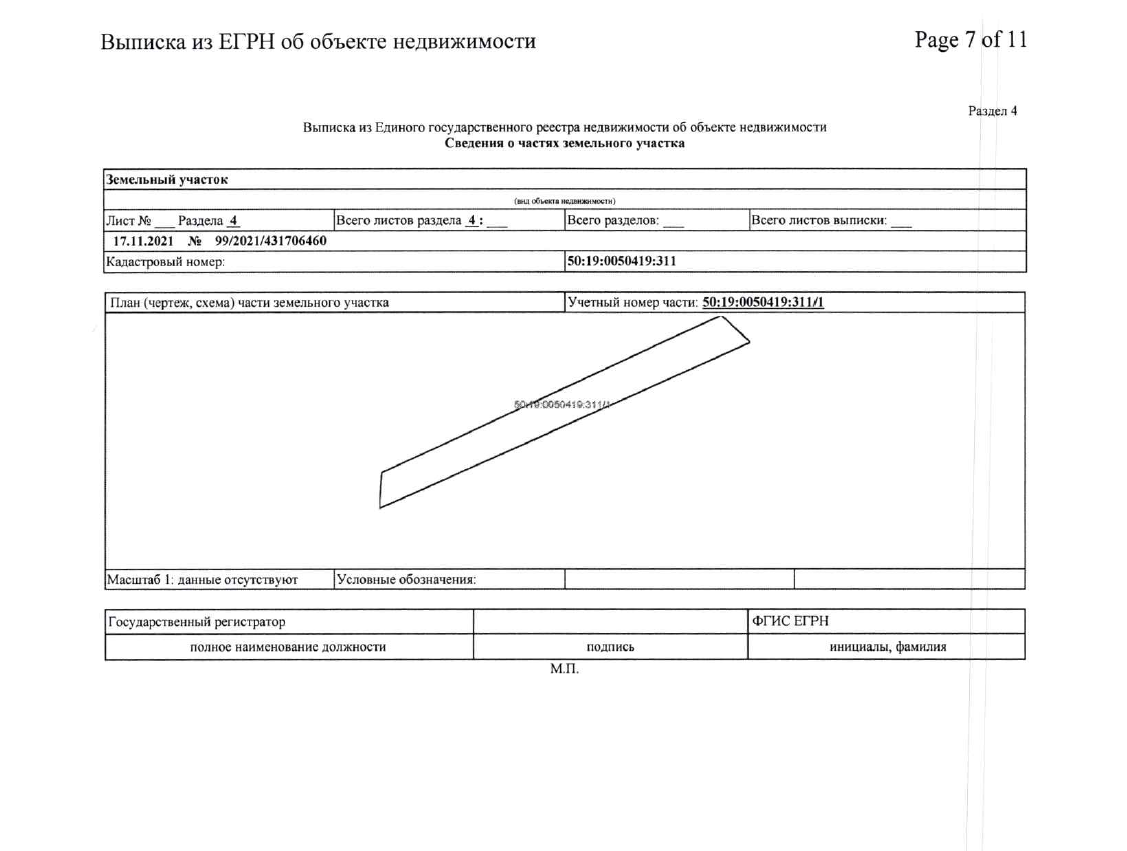 Выписка из ЕГРН об объекте недвижимости Page 7 of 11
Раздел 4
Выписка из Единого государственного реестра недвижимости об объекте недвижимости
Сведения о частях земельного участка
Земельный участок
(вид объекта недвижимости)
Лист № ___ Раздела 4 Всего листов раздела 4 : ___ Всего разделов: ___ Всего листов выписки: ___
17.11.2021 № 99/2021/431706460
Кадастровый номер: 50:19:0050419:311
План (чертеж, схема) части земельного участка Учетный номер части: 50:19:0050419:311/1
50:19:0050419:311/1
Масштаб 1: данные отсутствуют Условные обозначения:
Государственный регистратор ФГИС ЕГРН
полное наименование должности подпись инициалы, фамилия
М.П.